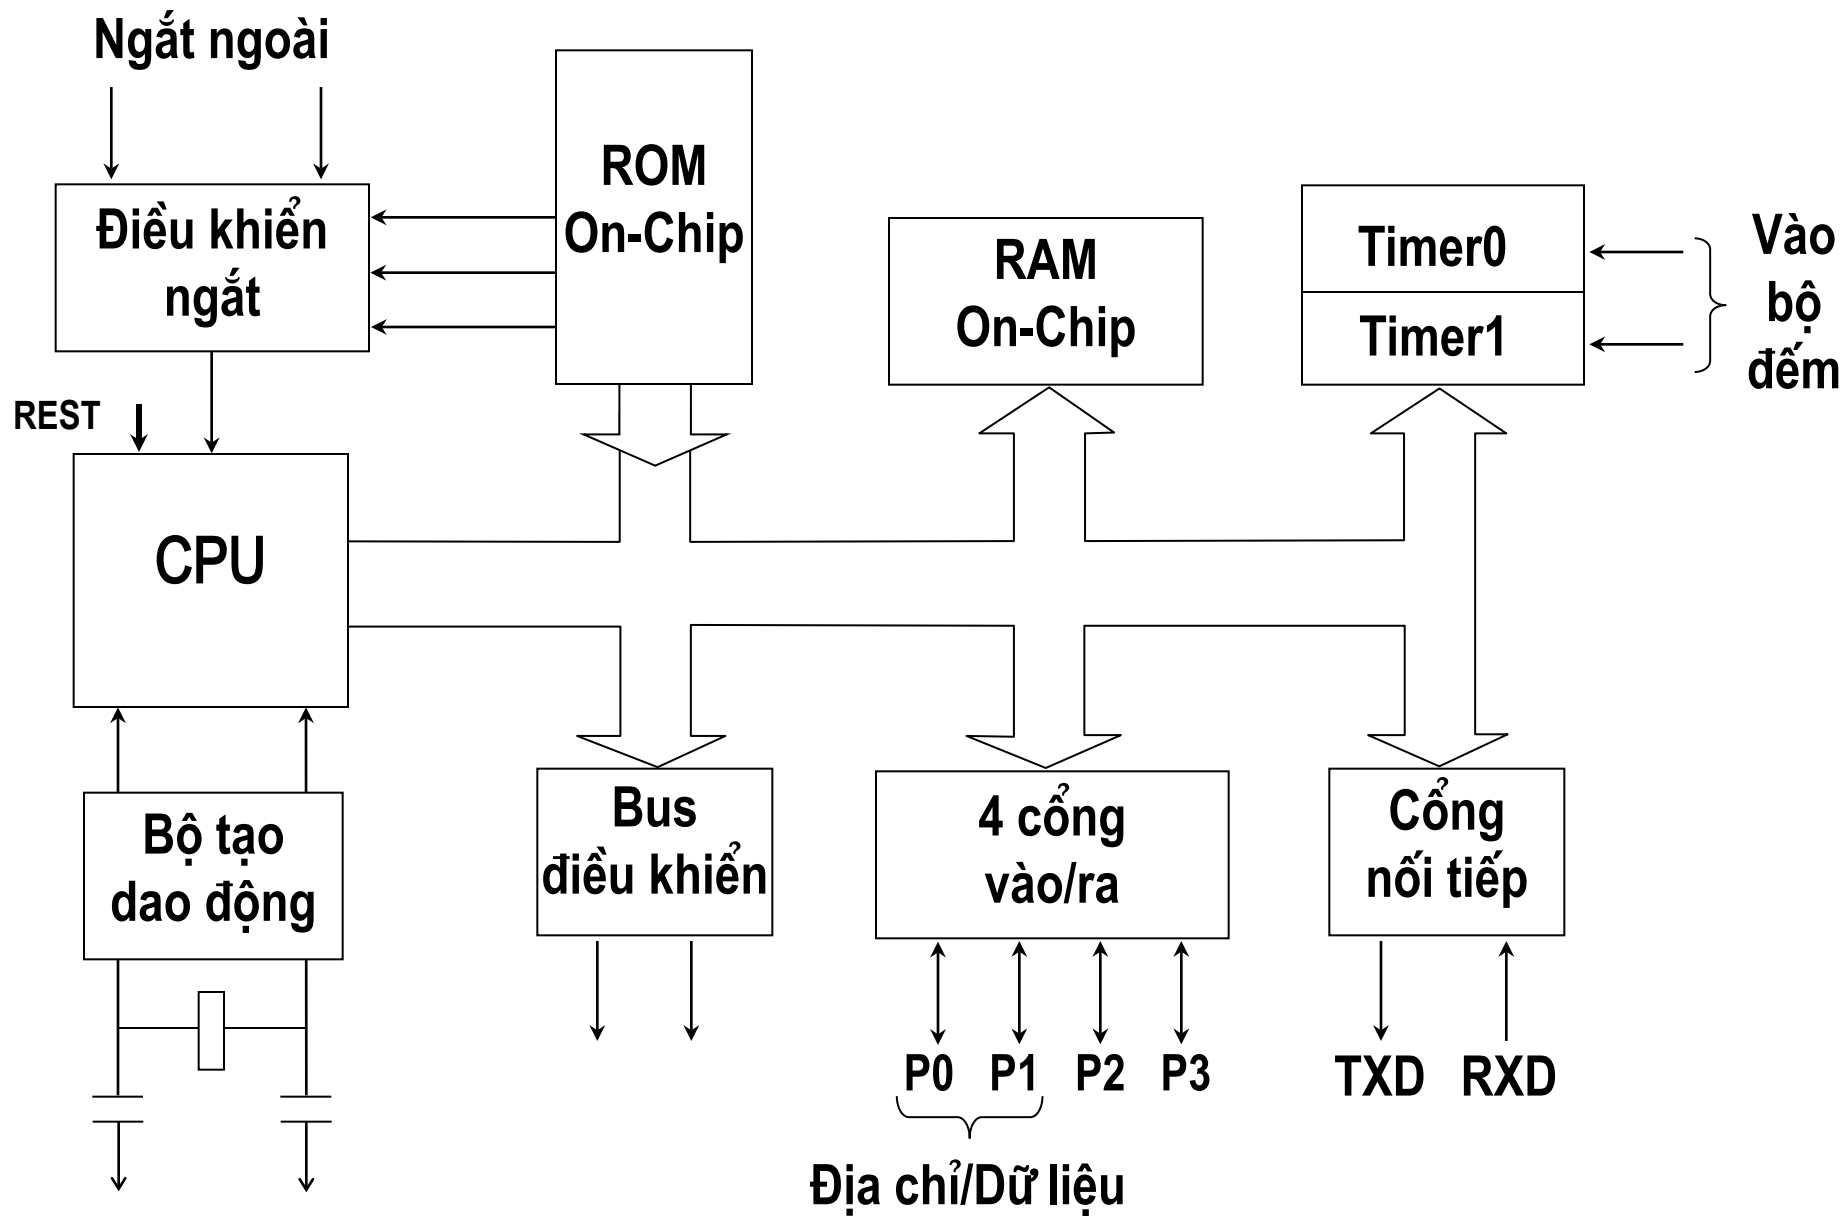 Ngắt ngoài
ROM
On-Chip
Điều khiển
ngắt
RAM
On-Chip
Timer0
Timer1
Vào
bộ
đếm
REST
CPU
Bộ tạo
dao động
Bus
điều khiển
4 cổng
vào/ra
Cổng
nối tiếp
P0 P1 P2 P3
TXD RXD
Địa chỉ/Dữ liệu